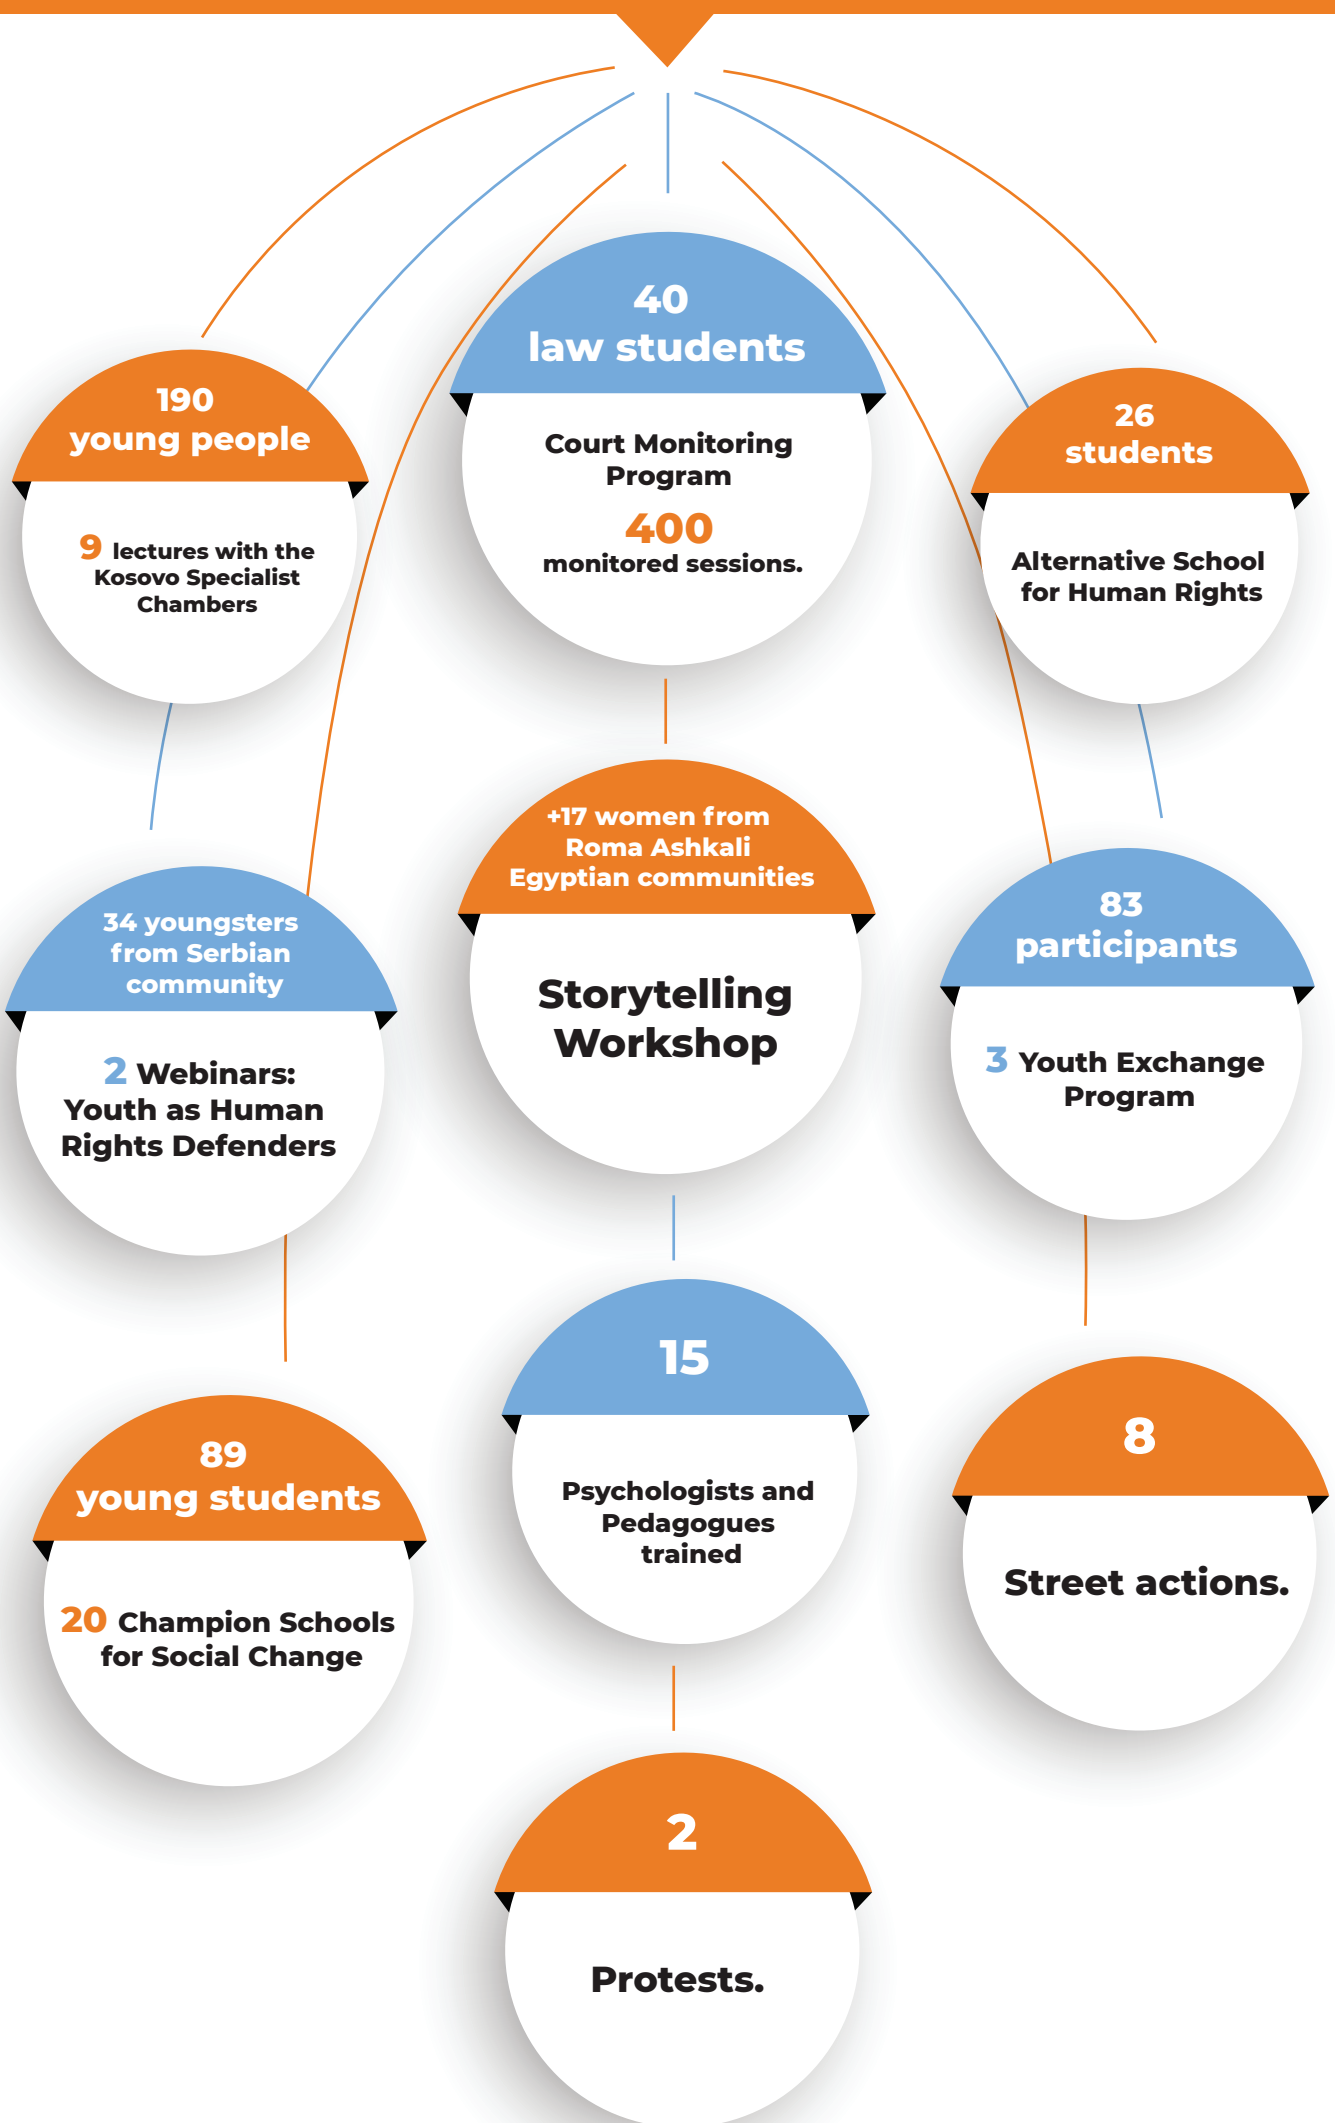 40
law students
Court Monitoring
Program
400
monitored sessions.
190
young people
9 lectures with the
Kosovo Specialist
Chambers
26
students
Alternative School
for Human Rights
+17 women from
Roma Ashkali
Egyptian communities
Storytelling
Workshop
34 youngsters
from Serbian
community
2 Webinars:
Youth as Human
Rights Defenders
83
participants
3 Youth Exchange
Program
15
Psychologists and
Pedagogues
trained
89
young students
20 Champion Schools
for Social Change
8
Street actions.
2
Protests.